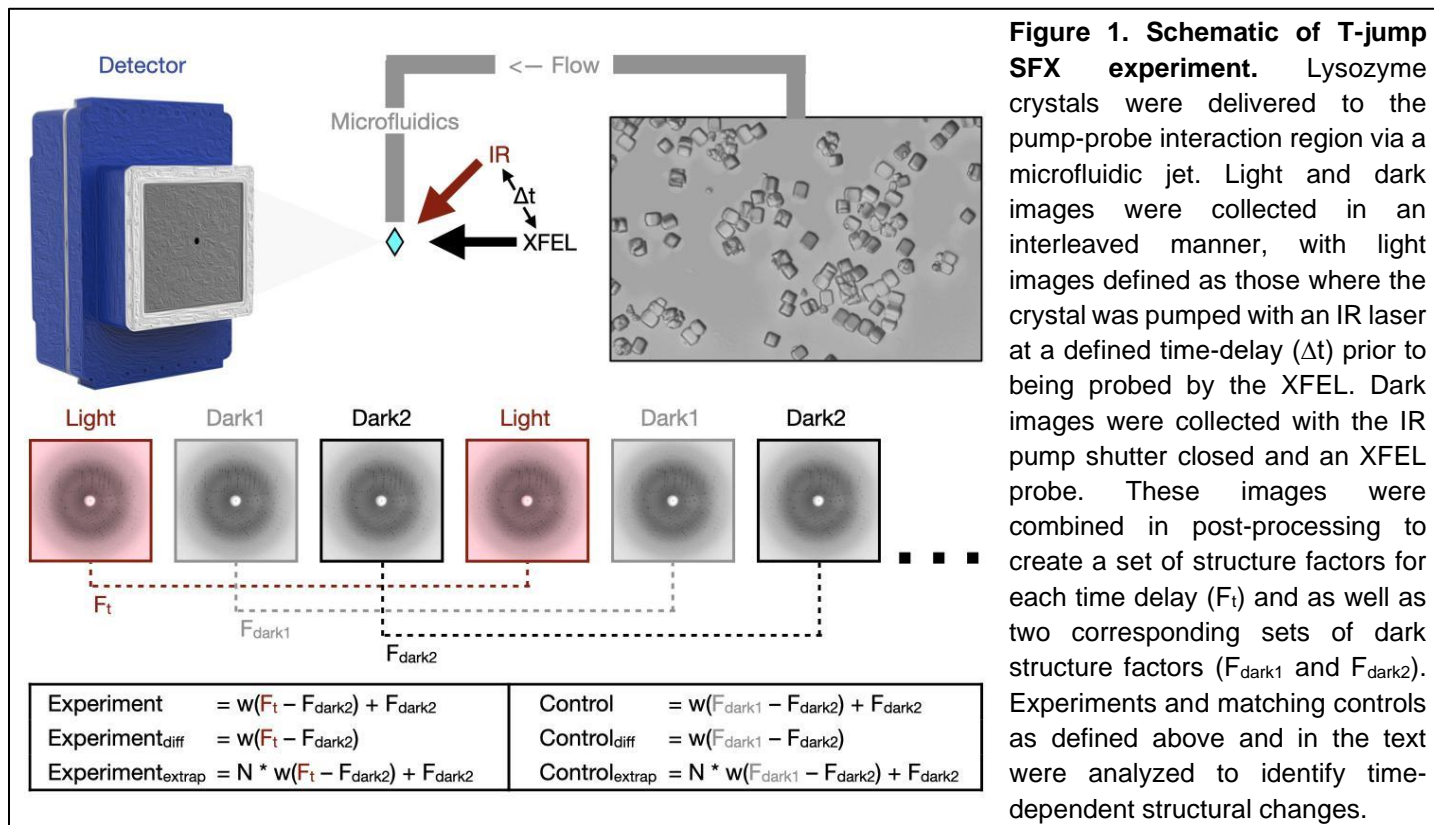 Detector
<— Flow
Microfluidics
IR
Δt
XFEL
Light
Dark1
Dark2
Light
Dark1
Dark2
Ft
Fdark1
Fdark2
Experiment = w(Ft – Fdark2) + Fdark2
Experimentdiff = w(Ft – Fdark2)
Experimentextrap = N * w(Ft – Fdark2) + Fdark2
Control = w(Fdark1 – Fdark2) + Fdark2
Controldiff = w(Fdark1 – Fdark2)
Controlextrap = N * w(Fdark1 – Fdark2) + Fdark2
Figure 1. Schematic of T-jump
SFX experiment. Lysozyme
crystals were delivered to the
pump-probe interaction region via a
microfluidic jet. Light and dark
images were collected in an
interleaved manner, with light
images defined as those where the
crystal was pumped with an IR laser
at a defined time-delay (Δt) prior to
being probed by the XFEL. Dark
images were collected with the IR
pump shutter closed and an XFEL
probe. These images were
combined in post-processing to
create a set of structure factors for
each time delay (Ft) and as well as
two corresponding sets of dark
structure factors (Fdark1 and Fdark2).
Experiments and matching controls
as defined above and in the text
were analyzed to identify time-
dependent structural changes.